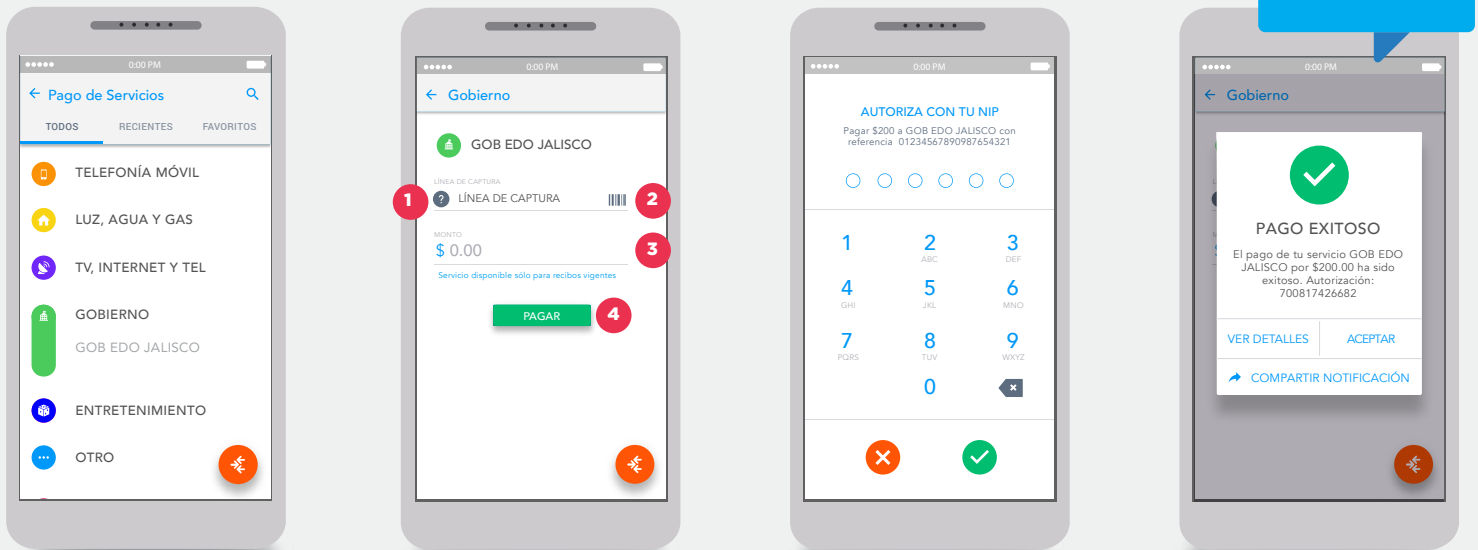 0:00 PM
Pago de Servicios
TODOS RECIENTES FAVORITOS
TELEFONÍA MÓVIL
LUZ, AGUA Y GAS
TV, INTERNET Y TEL
GOBIERNO
GOB EDO JALISCO
ENTRETENIMIENTO
OTRO
0:00 PM
Gobierno
GOB EDO JALISCO
LÍNEA DE CAPTURA
1 ? LÍNEA DE CAPTURA 2
MONTO
$ 0.00 3
Servicio disponible sólo para recibos vigentes
PAGAR 4
0:00 PM
AUTORIZA CON TU NIP
Pagar $200 a GOB EDO JALISCO con
referencia 01234567890987654321
1 2 3
ABC DEF
4 5 6
GHI JKL MNO
7 8 9
PQRS TUV WXYZ
0
0:00 PM
Gobierno
PAGO EXITOSO
El pago de tu servicio GOB EDO
JALISCO por $200.00 ha sido
exitoso. Autorización:
700817426682
VER DETALLES ACEPTAR
COMPARTIR NOTIFICACIÓN